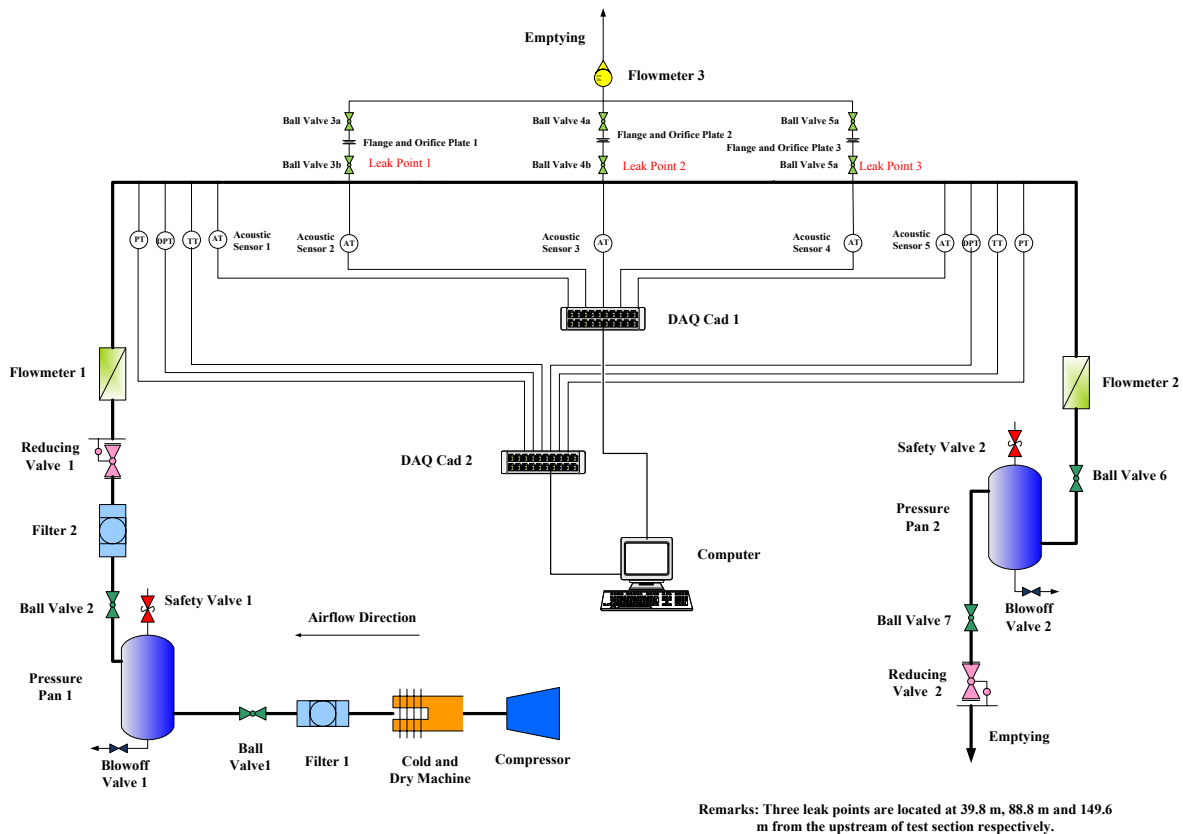 Emptying
Flowmeter 3
Ball Valve 3a
Ball Valve 4a
Ball Valve 5a
Flange and Orifice Plate 1
Flange and Orifice Plate 2
Flange and Orifice Plate 3
Ball Valve 3b
Leak Point 1
Ball Valve 4b
Leak Point 2
Ball Valve 5a
Leak Point 3
PT
DPT
TT
AT
Acoustic
Sensor 1
Acoustic
Sensor 2
AT
Acoustic
Sensor 3
AT
Acoustic
Sensor 4
AT
Acoustic
Sensor 5
AT
DPT
TT
PT
DAQ Cad 1
Flowmeter 1
Flowmeter 2
Reducing
Valve 1
DAQ Cad 2
Safety Valve 2
Ball Valve 6
Filter 2
Pressure
Pan 2
Computer
Ball Valve 2
Safety Valve 1
Airflow Direction
Ball Valve 7
Blowoff
Valve 2
Pressure
Pan 1
Reducing
Valve 2
Emptying
Blowoff
Valve 1
Ball
Valve1
Filter 1
Cold and
Dry Machine
Compressor
Remarks: Three leak points are located at 39.8 m, 88.8 m and 149.6
m from the upstream of test section respectively.